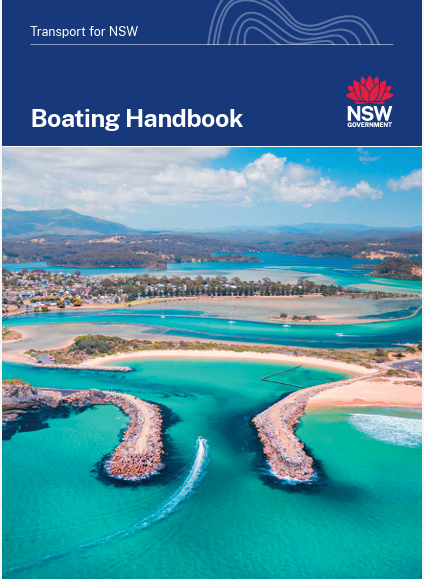 Transport for NSW
Boating Handbook
NSW
GOVERNMENT